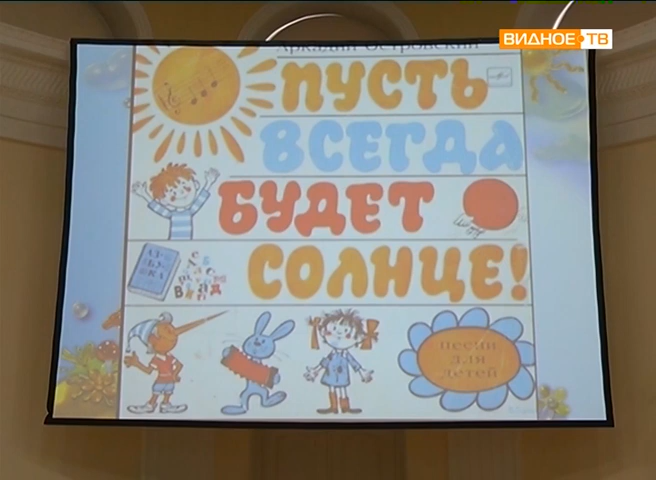 ВИДНОЕ ТВ
Аркадий Островский
ПУСТЬ
ВСЕГДА
БУДЕТ
СОЛНЦЕ!
песни
для
детей